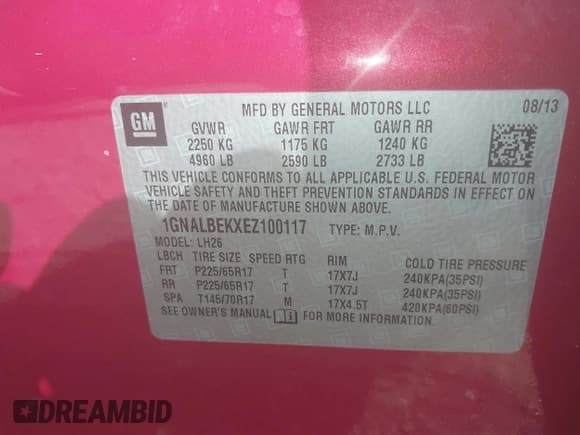 GM
MFD BY GENERAL MOTORS LLC 08/13
GVWR GAWR FRT GAWR RR
2250 KG 1175 KG 1240 KG
4960 LB 2590 LB 2733 LB
THIS VEHICLE CONFORMS TO ALL APPLICABLE U.S. FEDERAL MOTOR
VEHICLE SAFETY AND THEFT PREVENTION STANDARDS IN EFFECT ON
THE DATE OF MANUFACTURE SHOWN ABOVE.
1GNALBEKXEZ100117 TYPE: M.P.V.
MODEL: LH26
LBCH TIRE SIZE SPEED RTG RIM COLD TIRE PRESSURE
FRT P225/65R17 T 17X7J 240KPA(35PSI)
RR P225/65R17 T 17X7J 240KPA(35PSI)
SPA T145/70R17 M 17X4.5T 420KPA(60PSI)
SEE OWNER'S MANUAL FOR MORE INFORMATION.
DREAMBID